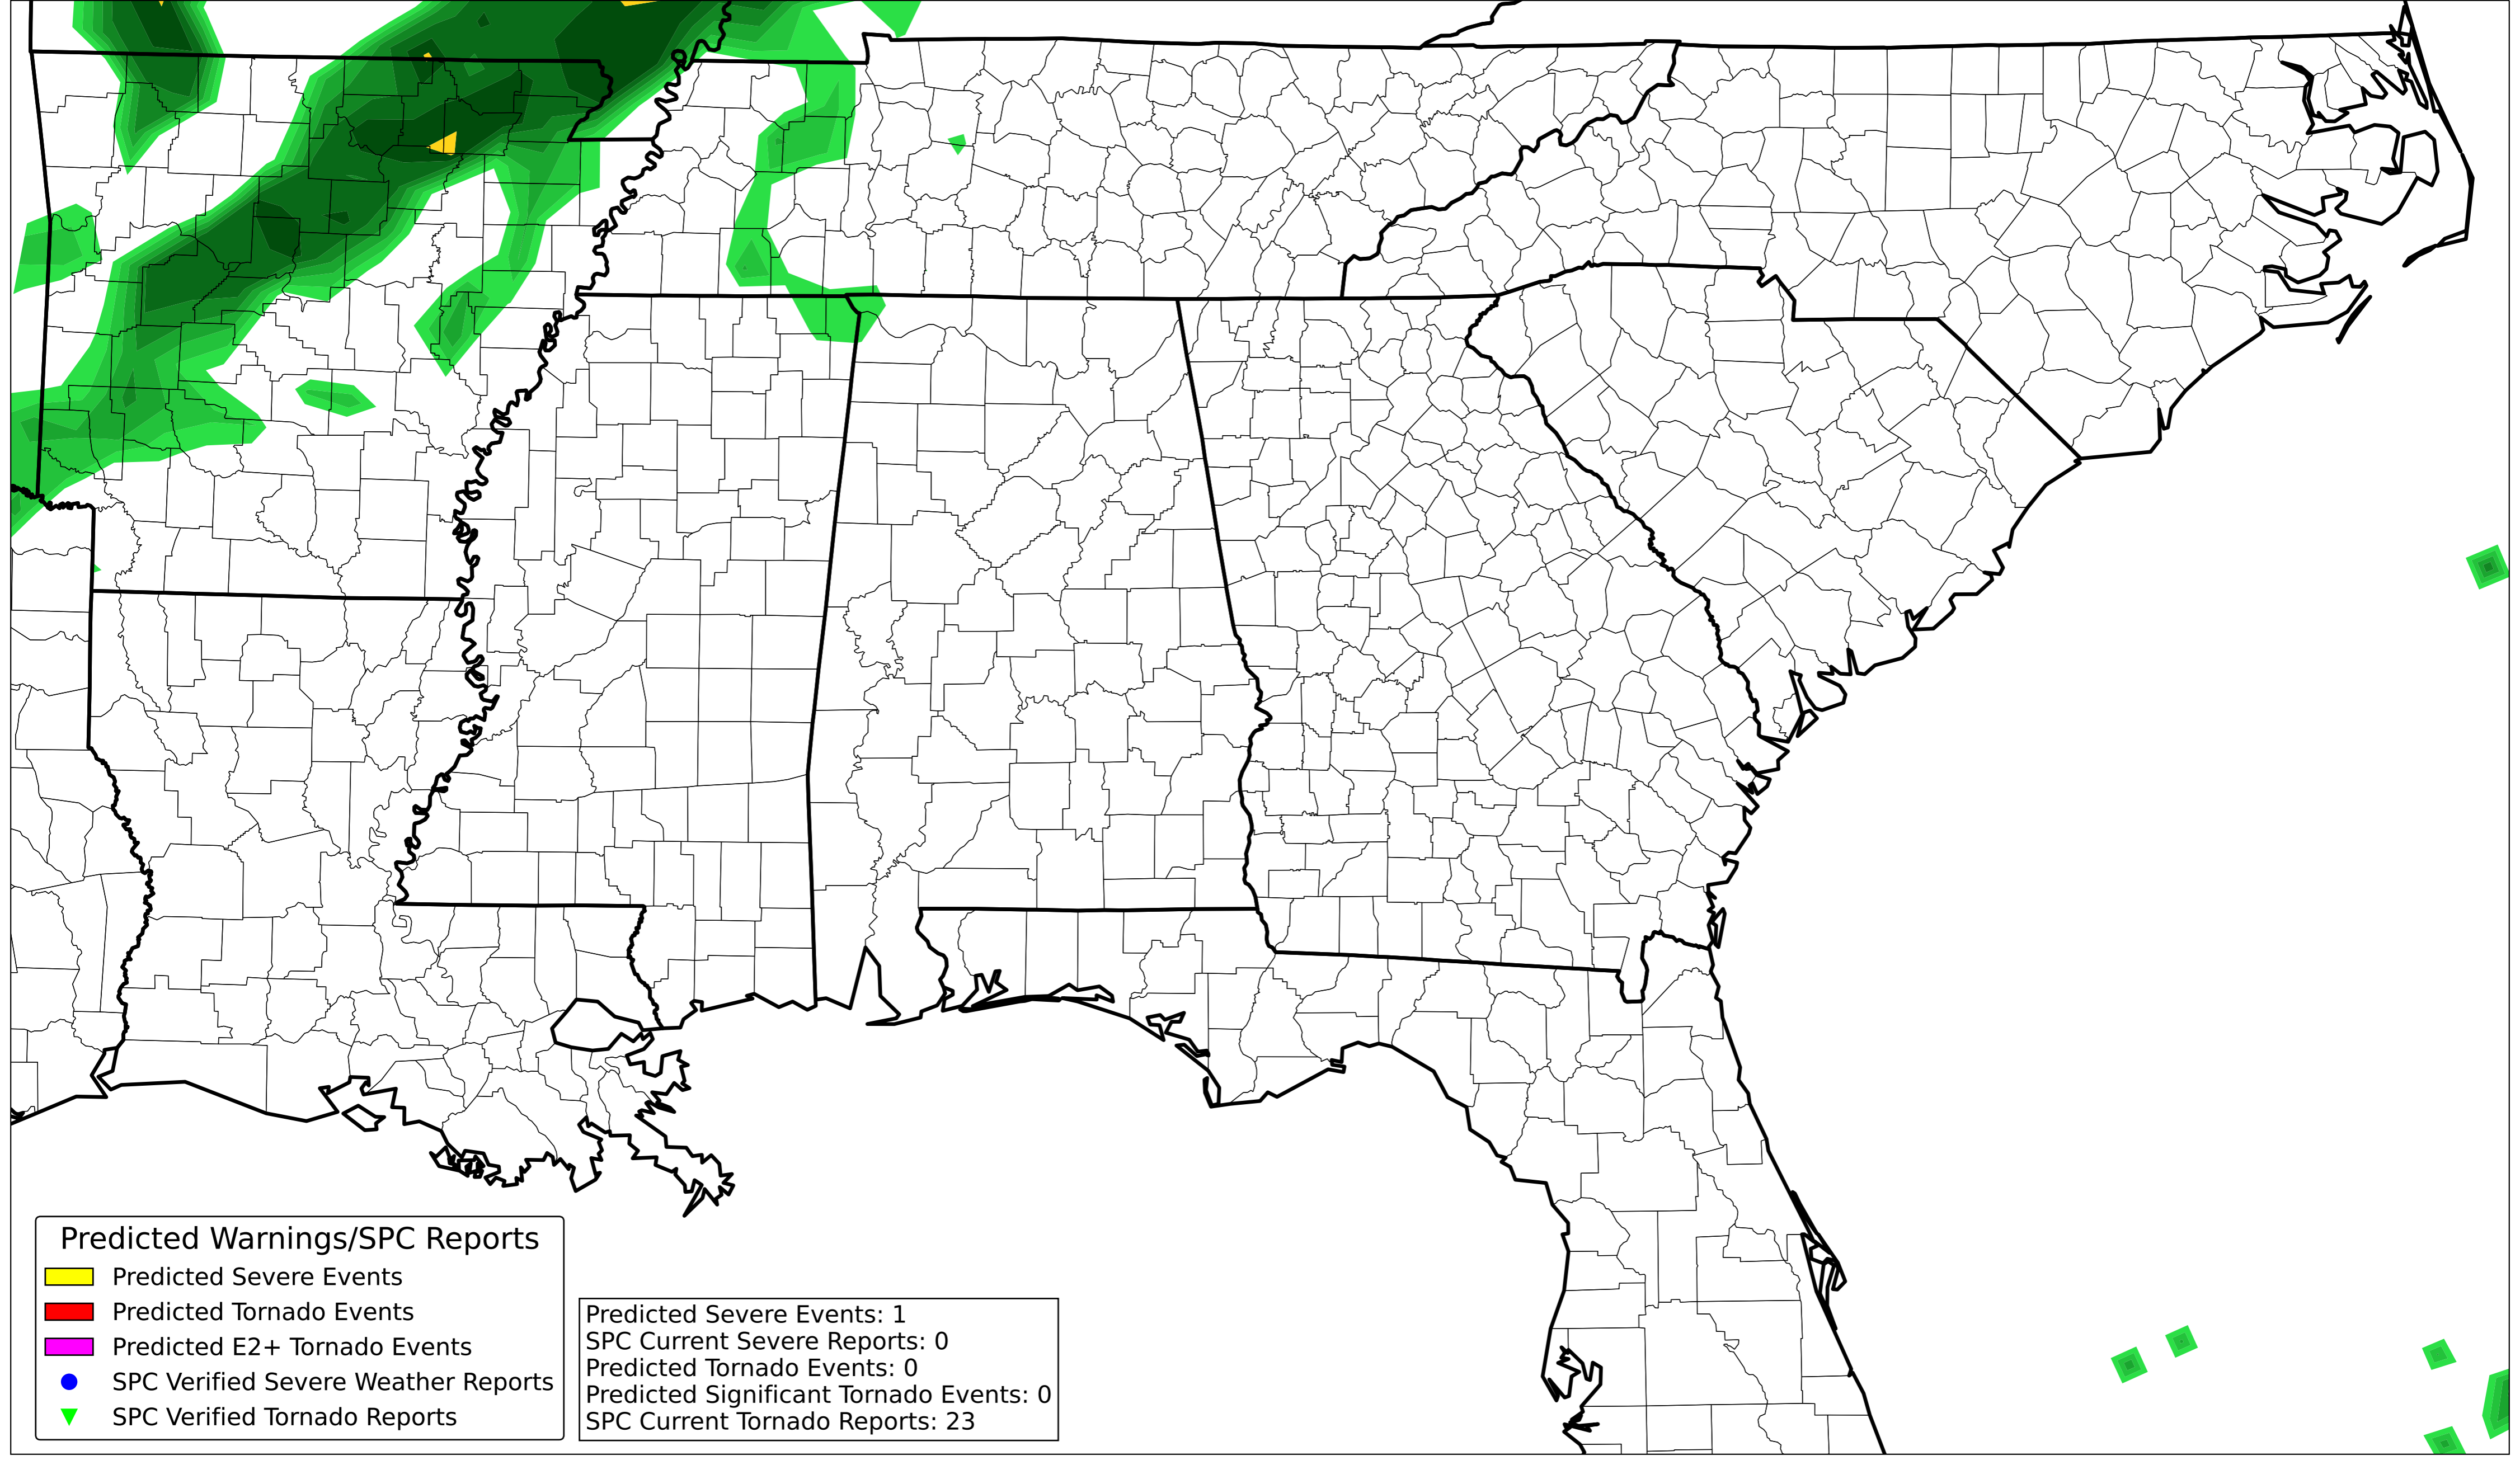 Predicted Warnings/SPC Reports
Predicted Severe Events
Predicted Tornado Events
Predicted E2+ Tornado Events
SPC Verified Severe Weather Reports
SPC Verified Tornado Reports
Predicted Severe Events: 1
SPC Current Severe Reports: 0
Predicted Tornado Events: 0
Predicted Significant Tornado Events: 0
SPC Current Tornado Reports: 23